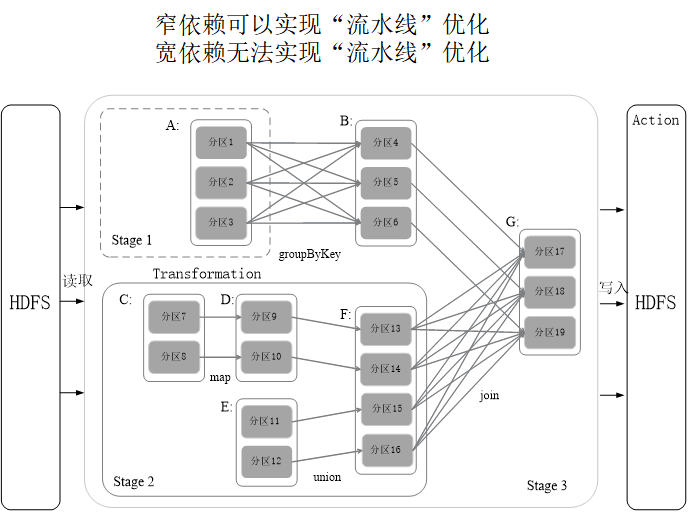 窄依赖可以实现“流水线”优化
宽依赖无法实现“流水线”优化
HDFS
读取
A:
分区1
分区2
分区3
Stage 1
groupByKey
B:
分区4
分区5
分区6
Transformation
C:
分区7
分区8
map
D:
分区9
分区10
E:
分区11
分区12
union
F:
分区13
分区14
分区15
分区16
Stage 2
G:
分区17
分区18
分区19
join
Stage 3
写入
Action
HDFS